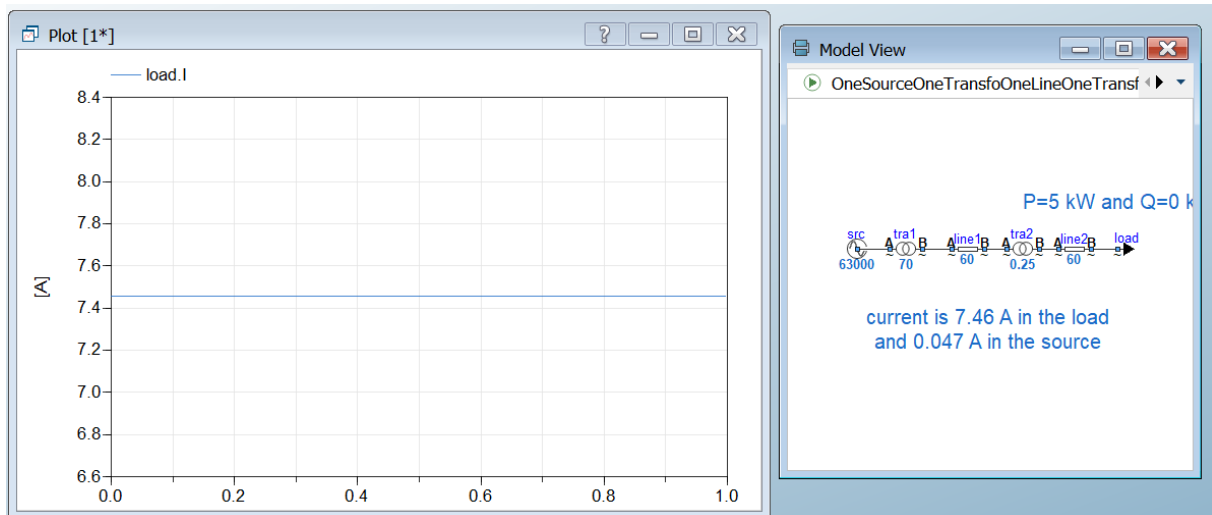 Plot [1*]
load.I
8.4
8.2
8.0
7.8
7.6
7.4
7.2
7.0
6.8
6.6
[A]
0.0 0.2 0.4 0.6 0.8 1.0
Model View
OneSourceOneTransfoOneLineOneTransf
P=5 kW and Q=0 k
src tra1 line1 tra2 line2 load
A B A B A B A B
63000 70 60 0.25 60
current is 7.46 A in the load
and 0.047 A in the source